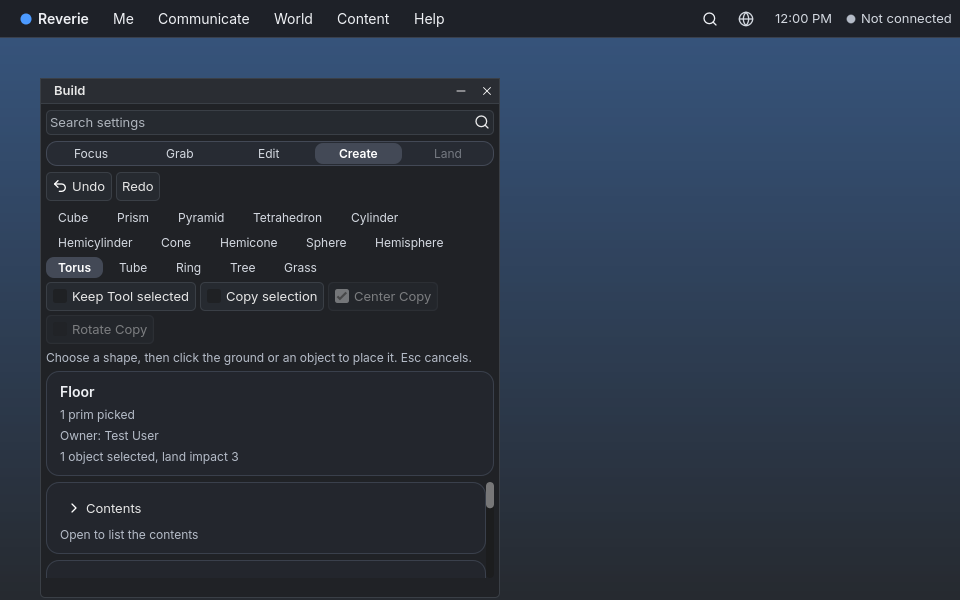 Reverie Me Communicate World Content Help 12:00 PM Not connected
Build
Search settings
Focus Grab Edit Create Land
Undo Redo
Cube Prism Pyramid Tetrahedron Cylinder
Hemicylinder Cone Hemicone Sphere Hemisphere
Torus Tube Ring Tree Grass
Keep Tool selected Copy selection Center Copy
Rotate Copy
Choose a shape, then click the ground or an object to place it. Esc cancels.
Floor
1 prim picked
Owner: Test User
1 object selected, land impact 3
Contents
Open to list the contents